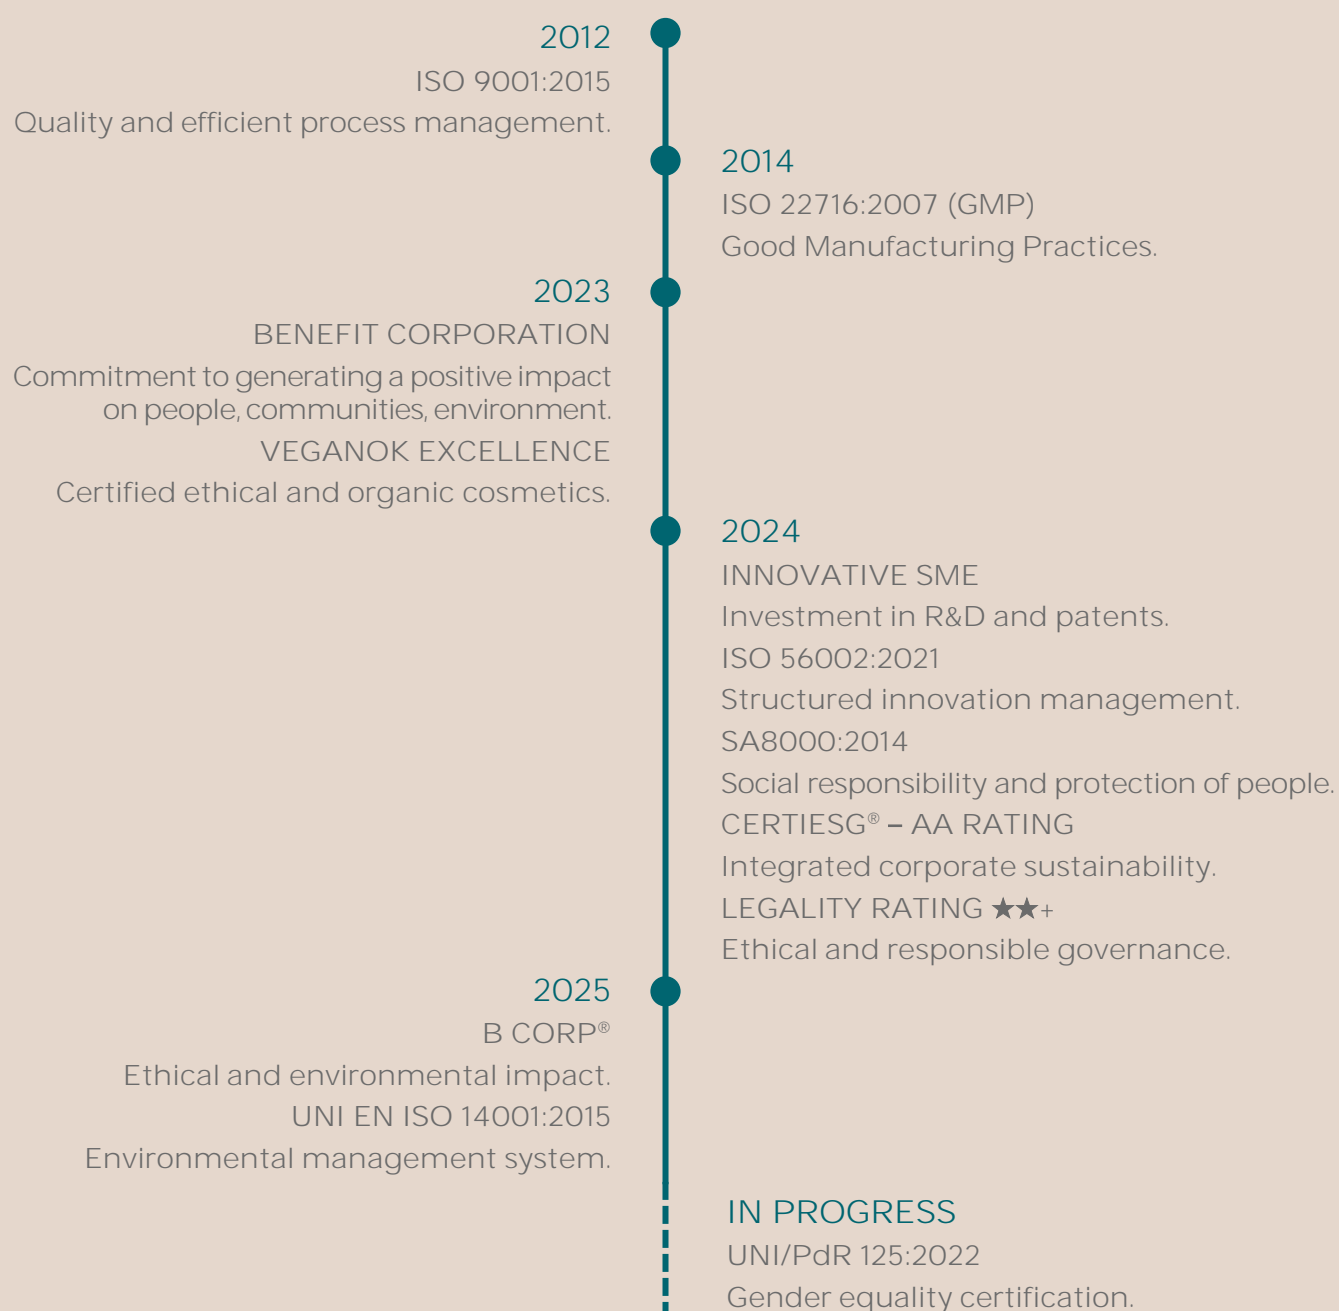 2012
ISO 9001:2015
Quality and efficient process management.
2014
ISO 22716:2007 (GMP)
Good Manufacturing Practices.
2023
BENEFIT CORPORATION
Commitment to generating a positive impact
on people, communities, environment.
VEGANOK EXCELLENCE
Certified ethical and organic cosmetics.
2024
INNOVATIVE SME
Investment in R&D and patents.
ISO 56002:2021
Structured innovation management.
SA8000:2014
Social responsibility and protection of people.
CERTIESG® – AA RATING
Integrated corporate sustainability.
LEGALITY RATING ★★+
Ethical and responsible governance.
2025
B CORP®
Ethical and environmental impact.
UNI EN ISO 14001:2015
Environmental management system.
IN PROGRESS
UNI/PdR 125:2022
Gender equality certification.